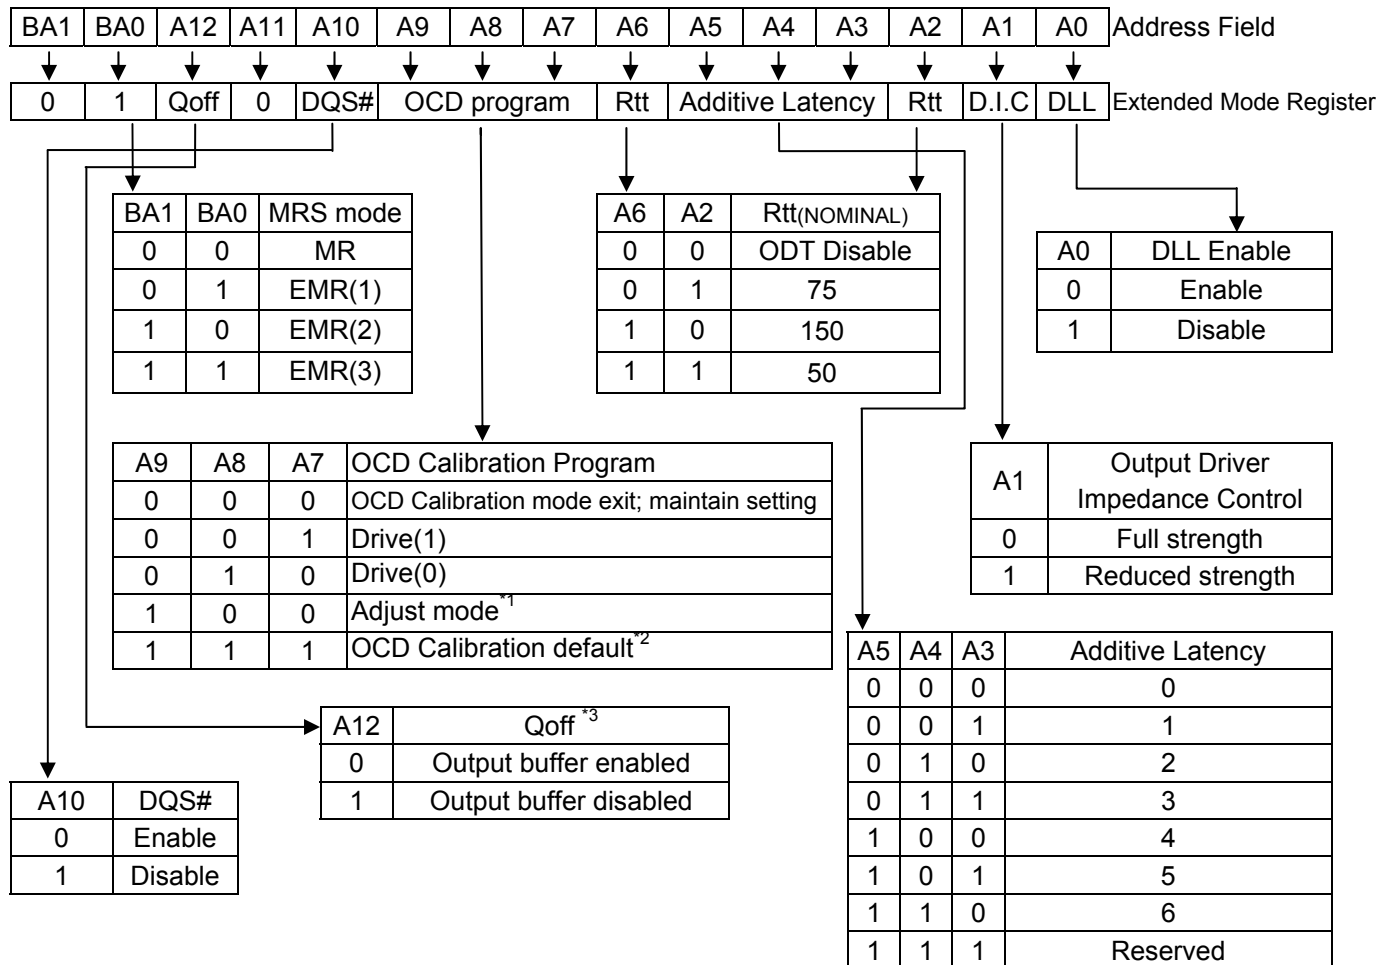 BA1 BA0 A12 A11 A10 A9 A8 A7 A6 A5 A4 A3 A2 A1 A0 Address Field
0 1 Qoff 0 DQS# OCD program Rtt Additive Latency Rtt D.I.C DLL Extended Mode Register
BA1 BA0 MRS mode
0 0 MR
0 1 EMR(1)
1 0 EMR(2)
1 1 EMR(3)
A6 A2 Rtt(NOMINAL)
0 0 ODT Disable
0 1 75
1 0 150
1 1 50
A0 DLL Enable
0 Enable
1 Disable
A9 A8 A7 OCD Calibration Program
0 0 0 OCD Calibration mode exit; maintain setting
0 0 1 Drive(1)
0 1 0 Drive(0)
1 0 0 Adjust mode*1
1 1 1 OCD Calibration default*2
A1 Output Driver
Impedance Control
0 Full strength
1 Reduced strength
A12 Qoff *3
0 Output buffer enabled
1 Output buffer disabled
A10 DQS#
0 Enable
1 Disable
A5 A4 A3 Additive Latency
0 0 0 0
0 0 1 1
0 1 0 2
0 1 1 3
1 0 0 4
1 0 1 5
1 1 0 6
1 1 1 Reserved